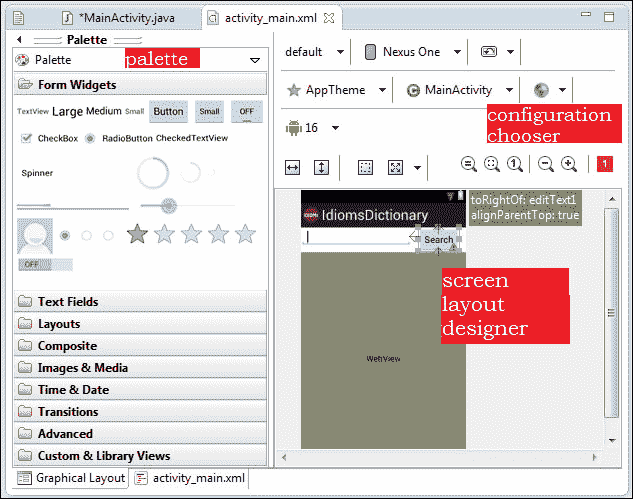 *MainActivity.java
activity_main.xml
Palette
Palette
palette
Form Widgets
TextView Large Medium Small Button Small OFF
CheckBox RadioButton CheckedTextView
Spinner
OFF
Text Fields
Layouts
Composite
Images & Media
Time & Date
Transitions
Advanced
Custom & Library Views
Graphical Layout
activity_main.xml
default
Nexus One
AppTheme
MainActivity
16
configuration
chooser
1
1
IdiomsDictionary
Search
toRightOf: editText1
alignParentTop: true
screen
layout
designer
WebView